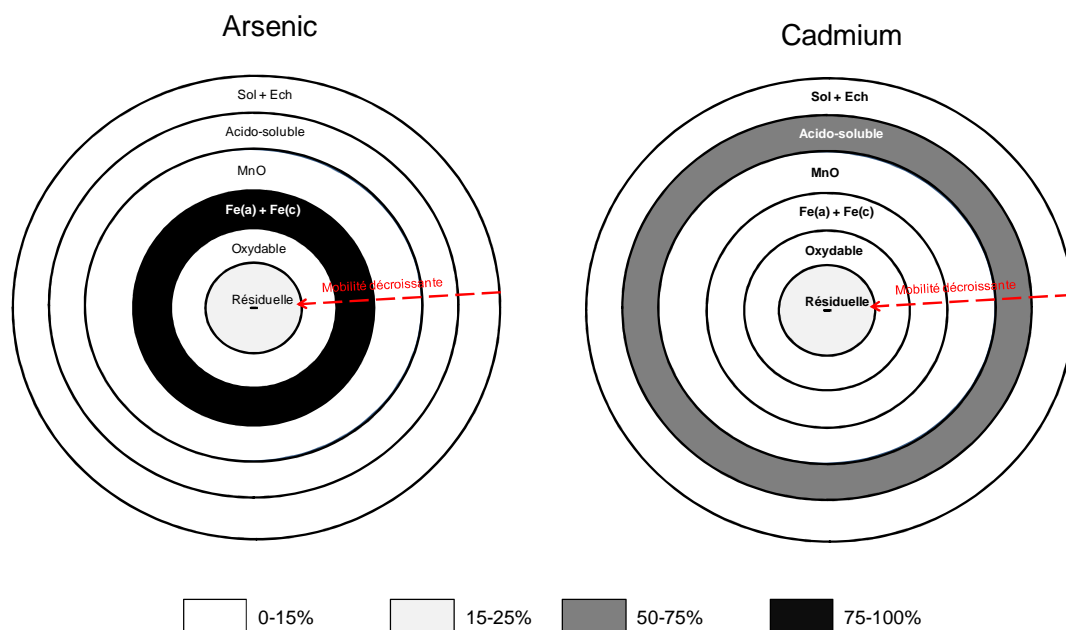 Arsenic
Sol + Ech
Acido-soluble
MnO
Fe(a) + Fe(c)
Oxydable
Mobilité décroissante
Résiduelle
Cadmium
Sol + Ech
Acido-soluble
MnO
Fe(a) + Fe(c)
Oxydable
Mobilité décroissante
Résiduelle
0-15%
15-25%
50-75%
75-100%